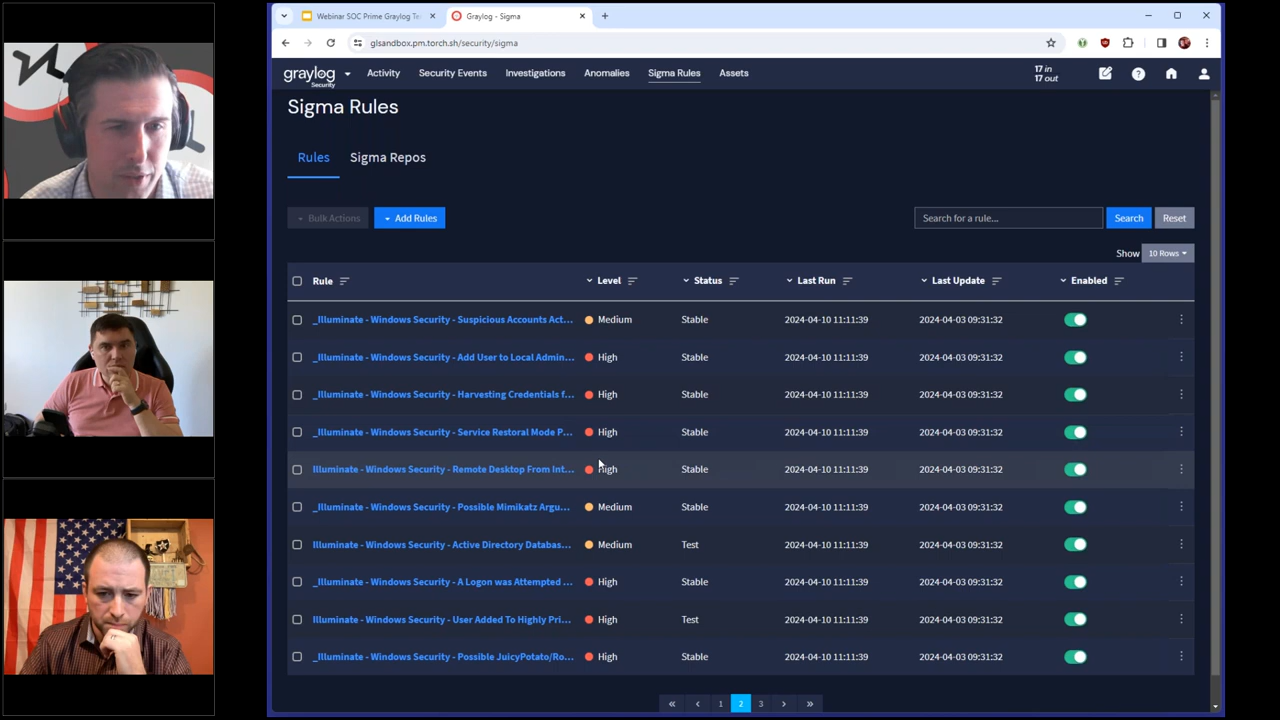 Webinar SOC Prime Graylog Te
Graylog - Sigma
glsandbox.pm.torch.sh/security/sigma
graylog Security Activity Security Events Investigations Anomalies Sigma Rules Assets 17 in 17 out
Sigma Rules
Rules Sigma Repos
Bulk Actions Add Rules Search for a rule... Search Reset
Show 10 Rows
Rule Level Status Last Run Last Update Enabled
_Illuminate - Windows Security - Suspicious Accounts Act... Medium Stable 2024-04-10 11:11:39 2024-04-03 09:31:32
_Illuminate - Windows Security - Add User to Local Admin... High Stable 2024-04-10 11:11:39 2024-04-03 09:31:32
_Illuminate - Windows Security - Harvesting Credentials f... High Stable 2024-04-10 11:11:39 2024-04-03 09:31:32
_Illuminate - Windows Security - Service Restoral Mode P... High Stable 2024-04-10 11:11:39 2024-04-03 09:31:32
Illuminate - Windows Security - Remote Desktop From Int... High Stable 2024-04-10 11:11:39 2024-04-03 09:31:32
_Illuminate - Windows Security - Possible Mimikatz Argu... Medium Stable 2024-04-10 11:11:39 2024-04-03 09:31:32
Illuminate - Windows Security - Active Directory Databas... Medium Test 2024-04-10 11:11:39 2024-04-03 09:31:32
_Illuminate - Windows Security - A Logon was Attempted ... High Stable 2024-04-10 11:11:39 2024-04-03 09:31:32
Illuminate - Windows Security - User Added To Highly Pri... High Test 2024-04-10 11:11:39 2024-04-03 09:31:32
_Illuminate - Windows Security - Possible JuicyPotato/Ro... High Stable 2024-04-10 11:11:39 2024-04-03 09:31:32
« ‹ 1 2 3 › »